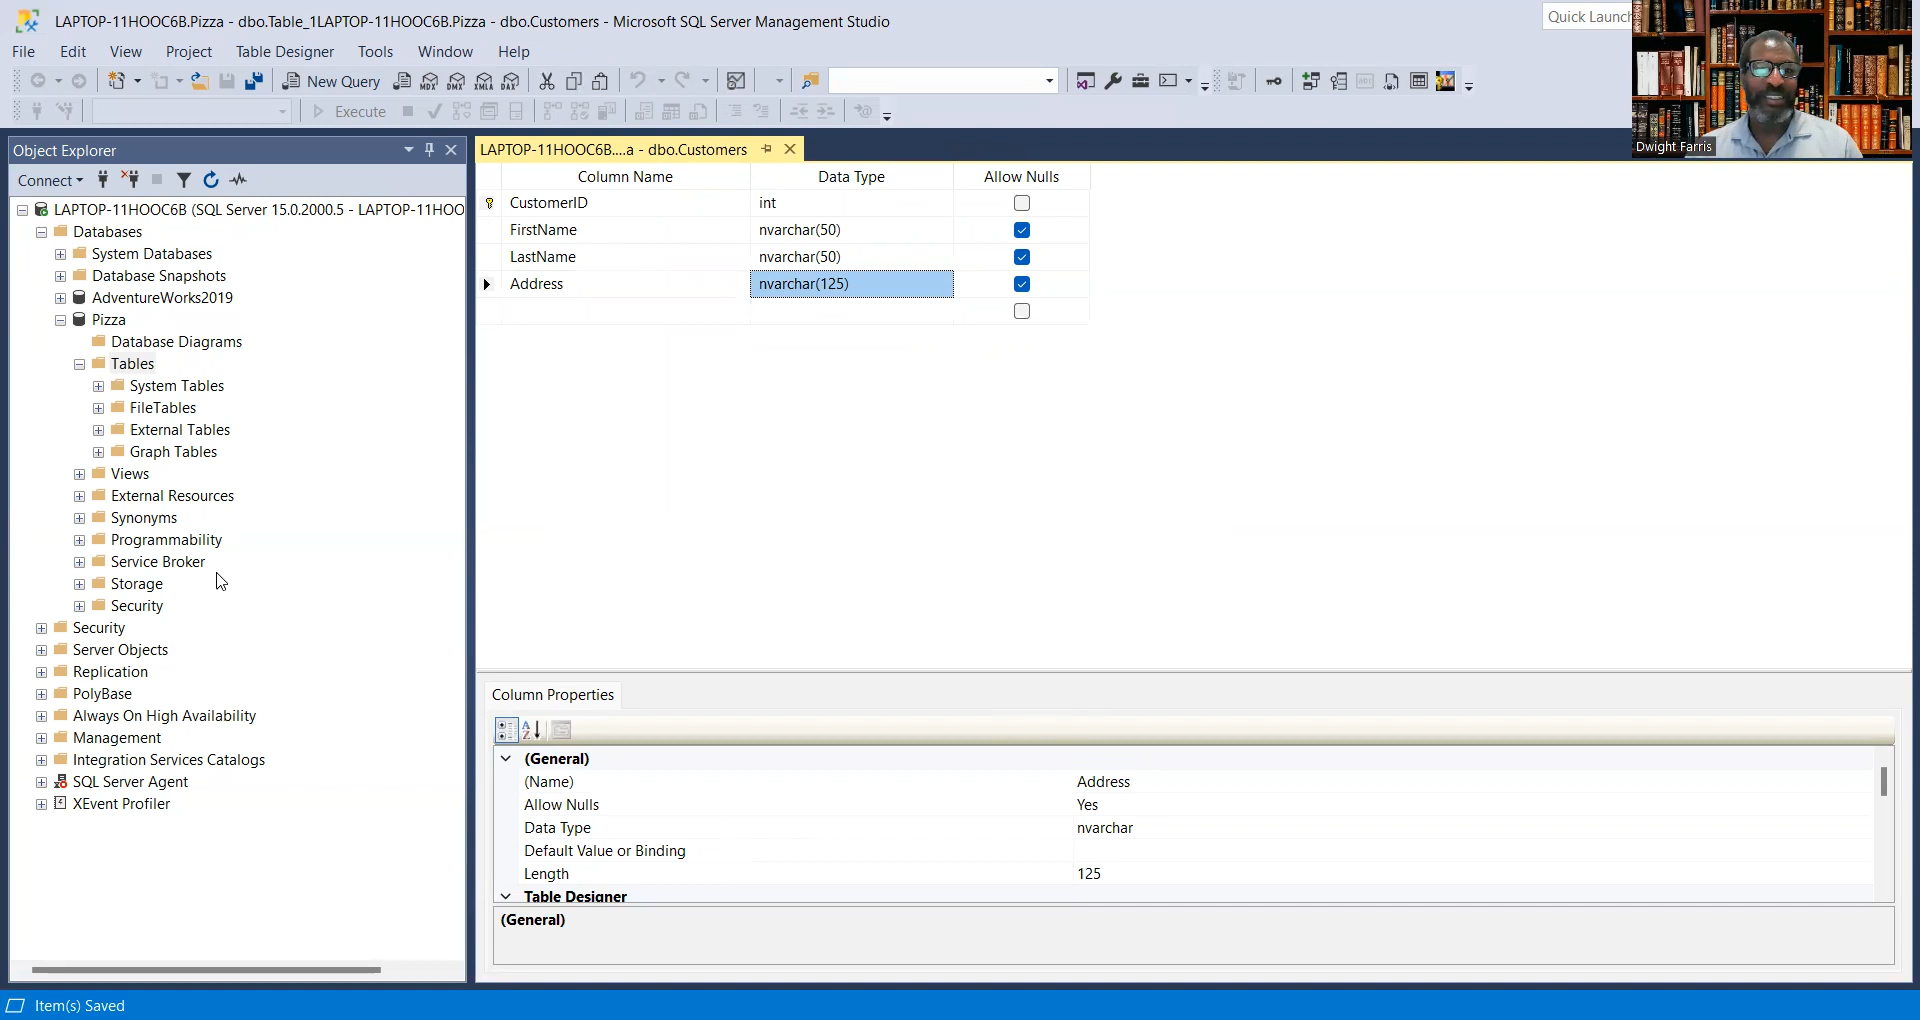 LAPTOP-11HOOC6B.Pizza - dbo.Table_1LAPTOP-11HOOC6B.Pizza - dbo.Customers - Microsoft SQL Server Management Studio
Quick Launch
File Edit View Project Table Designer Tools Window Help
New Query MDX DMX XMLA DAX
Execute
Dwight Farris
Object Explorer
LAPTOP-11HOOC6B....a - dbo.Customers
Connect
Column Name Data Type Allow Nulls
CustomerID int
FirstName nvarchar(50)
LastName nvarchar(50)
Address nvarchar(125)
LAPTOP-11HOOC6B (SQL Server 15.0.2000.5 - LAPTOP-11HOO
Databases
System Databases
Database Snapshots
AdventureWorks2019
Pizza
Database Diagrams
Tables
System Tables
FileTables
External Tables
Graph Tables
Views
External Resources
Synonyms
Programmability
Service Broker
Storage
Security
Security
Server Objects
Replication
PolyBase
Always On High Availability
Management
Integration Services Catalogs
SQL Server Agent
XEvent Profiler
Column Properties
(General)
(Name) Address
Allow Nulls Yes
Data Type nvarchar
Default Value or Binding
Length 125
Table Designer
(General)
Item(s) Saved